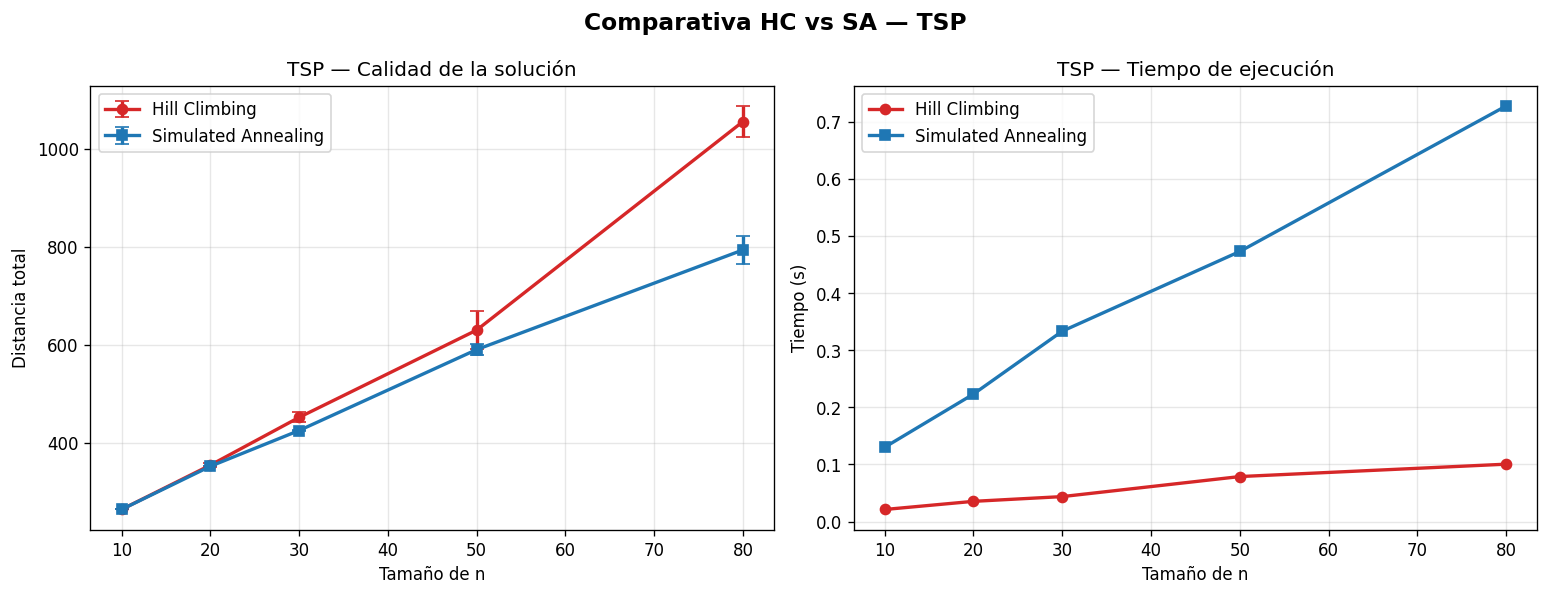 Comparativa HC vs SA — TSP
TSP — Calidad de la solución
Hill Climbing
Simulated Annealing
Distancia total
1000
800
600
400
10 20 30 40 50 60 70 80
Tamaño de n
TSP — Tiempo de ejecución
Hill Climbing
Simulated Annealing
Tiempo (s)
0.7
0.6
0.5
0.4
0.3
0.2
0.1
0.0
10 20 30 40 50 60 70 80
Tamaño de n